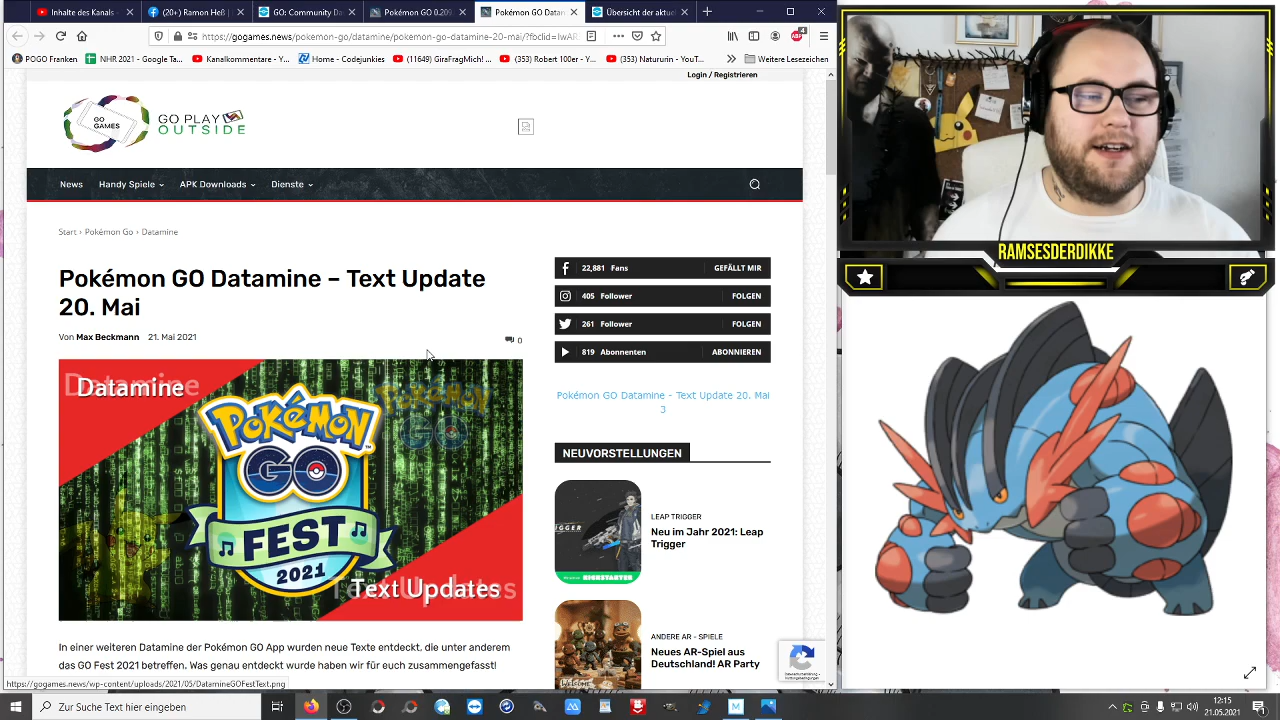 Inhalte des Kanals
(20+) Ramon Heß |
GO: Community De
Pokémon GO 0.209
Pokémon GO Datan
Übersicht der aktuel
https://gogames.news/pokemon-go/datamine/pokemon-go-datamine-20-mai/?fbclid=IwAR
POGO Franken
NHR 2021 - Google Ta...
Kanalkommentare - Y...
Home - Codejunkies
(11649) GiraFragMichl ...
(353) Robert 100er - Y...
(353) Natururin - YouT...
Weitere Lesezeichen
Login / Registrieren
GO GAMES
GO PLAY OUTSIDE
News
Handy Spiele
APK Downloads
Dienste
Start › Pokémon Go › Datamine
Pokémon GO Datamine – Text Update
20. Mai
Von Max Beckmann 21. Mai 2021
0
22,881 Fans
GEFÄLLT MIR
405 Follower
FOLGEN
261 Follower
FOLGEN
819 Abonnenten
ABONNIEREN
Datamine
POKÉMON
GO
FEST
2021
Text Updates
Pokémon GO Datamine - Text Update 20. Mai
3
NEUVORSTELLUNGEN
LEAP TRIGGER
Neu im Jahr 2021: Leap
Trigger
KICKSTARTER
ANDERE AR - SPIELE
Neues AR-Spiel aus
Deutschland! AR Party
WELCOME
In einer weiteren Datamine der Pokémon GO App wurden neue Texte entdeckt, die unter anderem
das GO Fest 2021 betreffen. Was genau entdeckt wurde haben wir für euch zusammengefasst!
https://gogames.news/wp-content/uploads/2021/05/DatamineGOFestText.png
RAMSESDERDIKKE
Zur Suche Text hier eingeben
12:15
21.05.2021